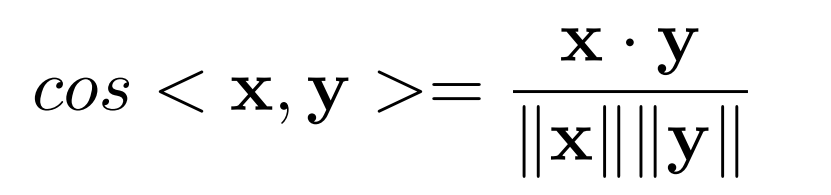 cos < x, y >= x · y / ‖x‖ ‖y‖